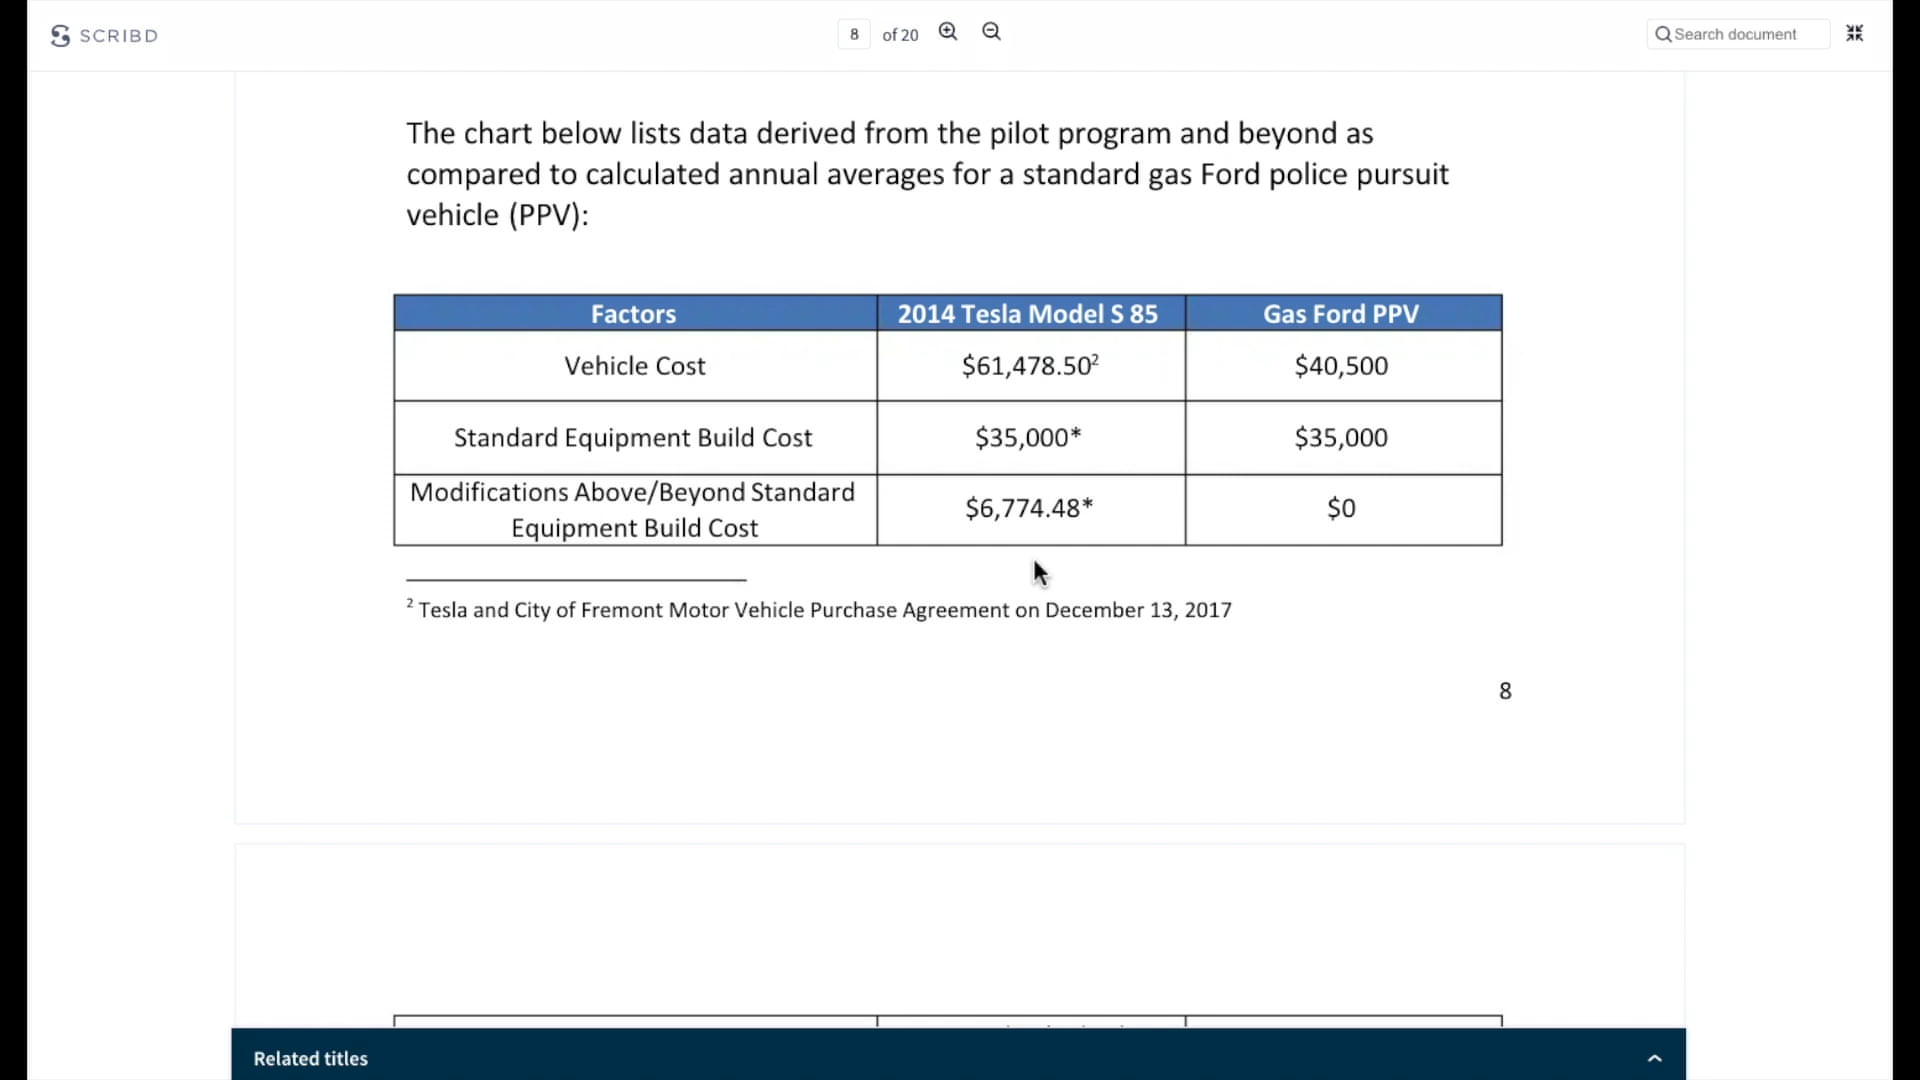 SCRIBD
8 of 20
Search document
The chart below lists data derived from the pilot program and beyond as
compared to calculated annual averages for a standard gas Ford police pursuit
vehicle (PPV):
Factors 2014 Tesla Model S 85 Gas Ford PPV
Vehicle Cost $61,478.50² $40,500
Standard Equipment Build Cost $35,000* $35,000
Modifications Above/Beyond Standard
Equipment Build Cost $6,774.48* $0
² Tesla and City of Fremont Motor Vehicle Purchase Agreement on December 13, 2017
8
Related titles